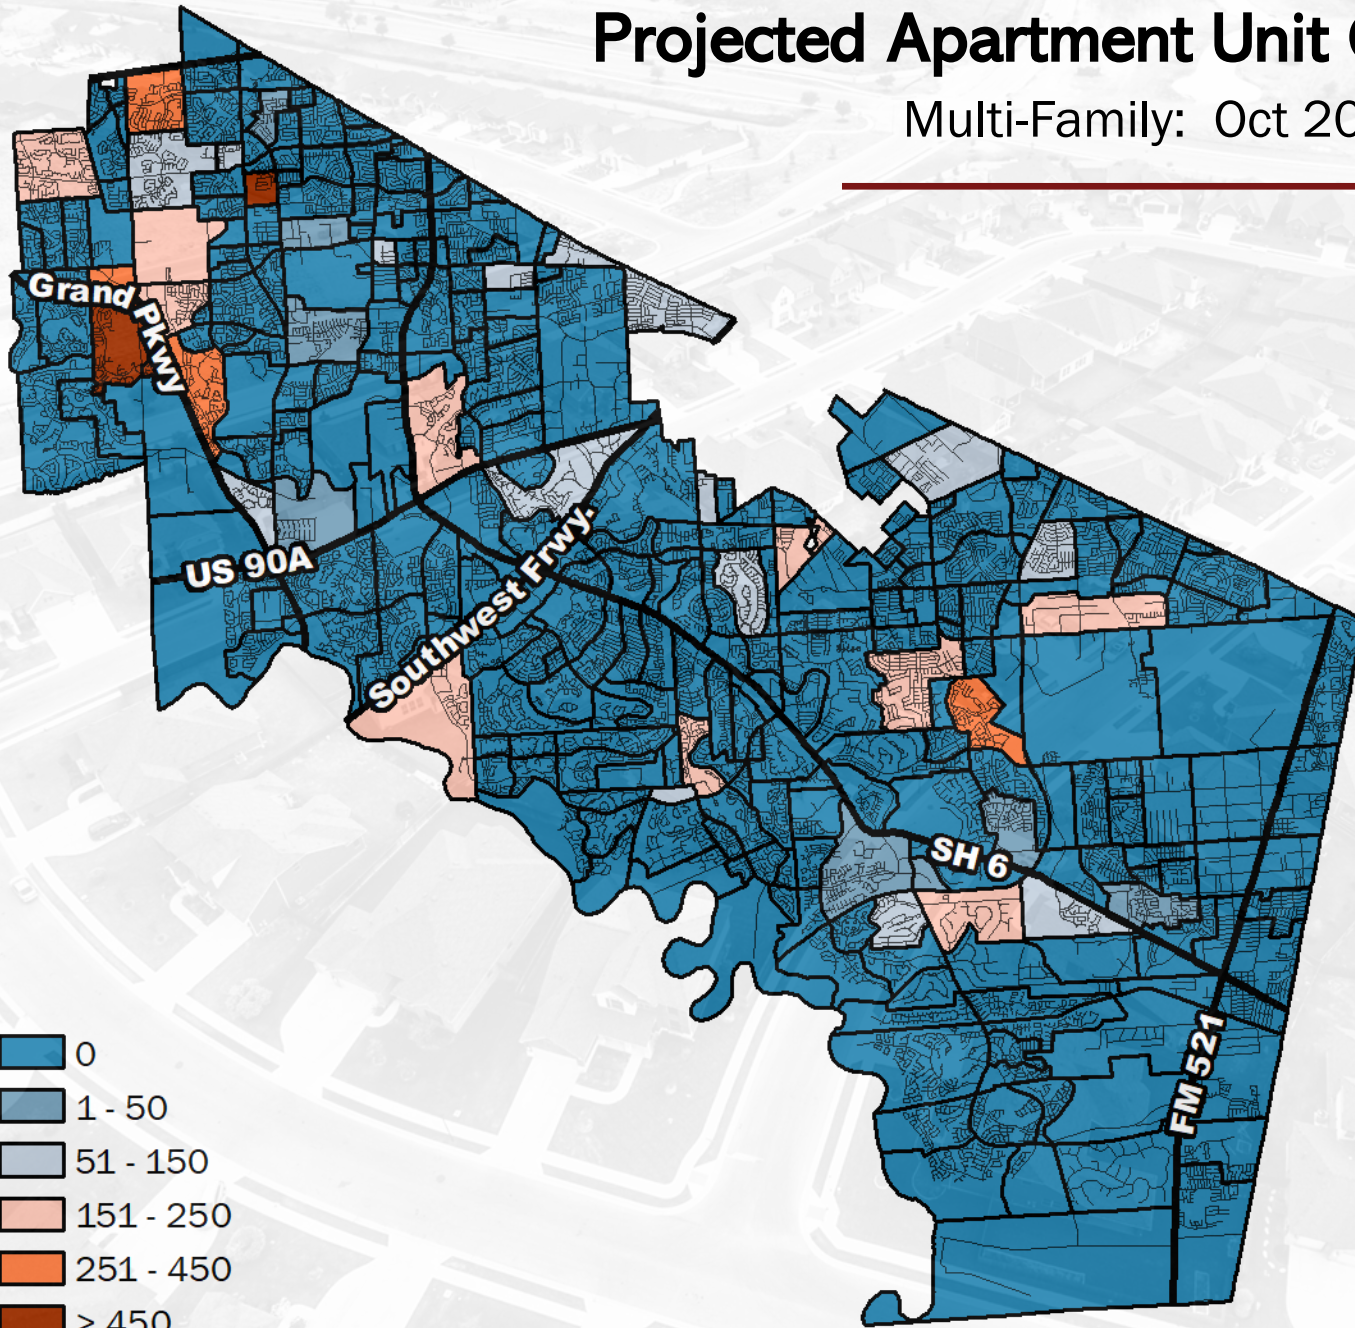 Projected Apartment Unit
Multi-Family: Oct 20
Grand Pkwy
US 90A
Southwest Frwy.
SH 6
FM 521
0
1 - 50
51 - 150
151 - 250
251 - 450
> 450